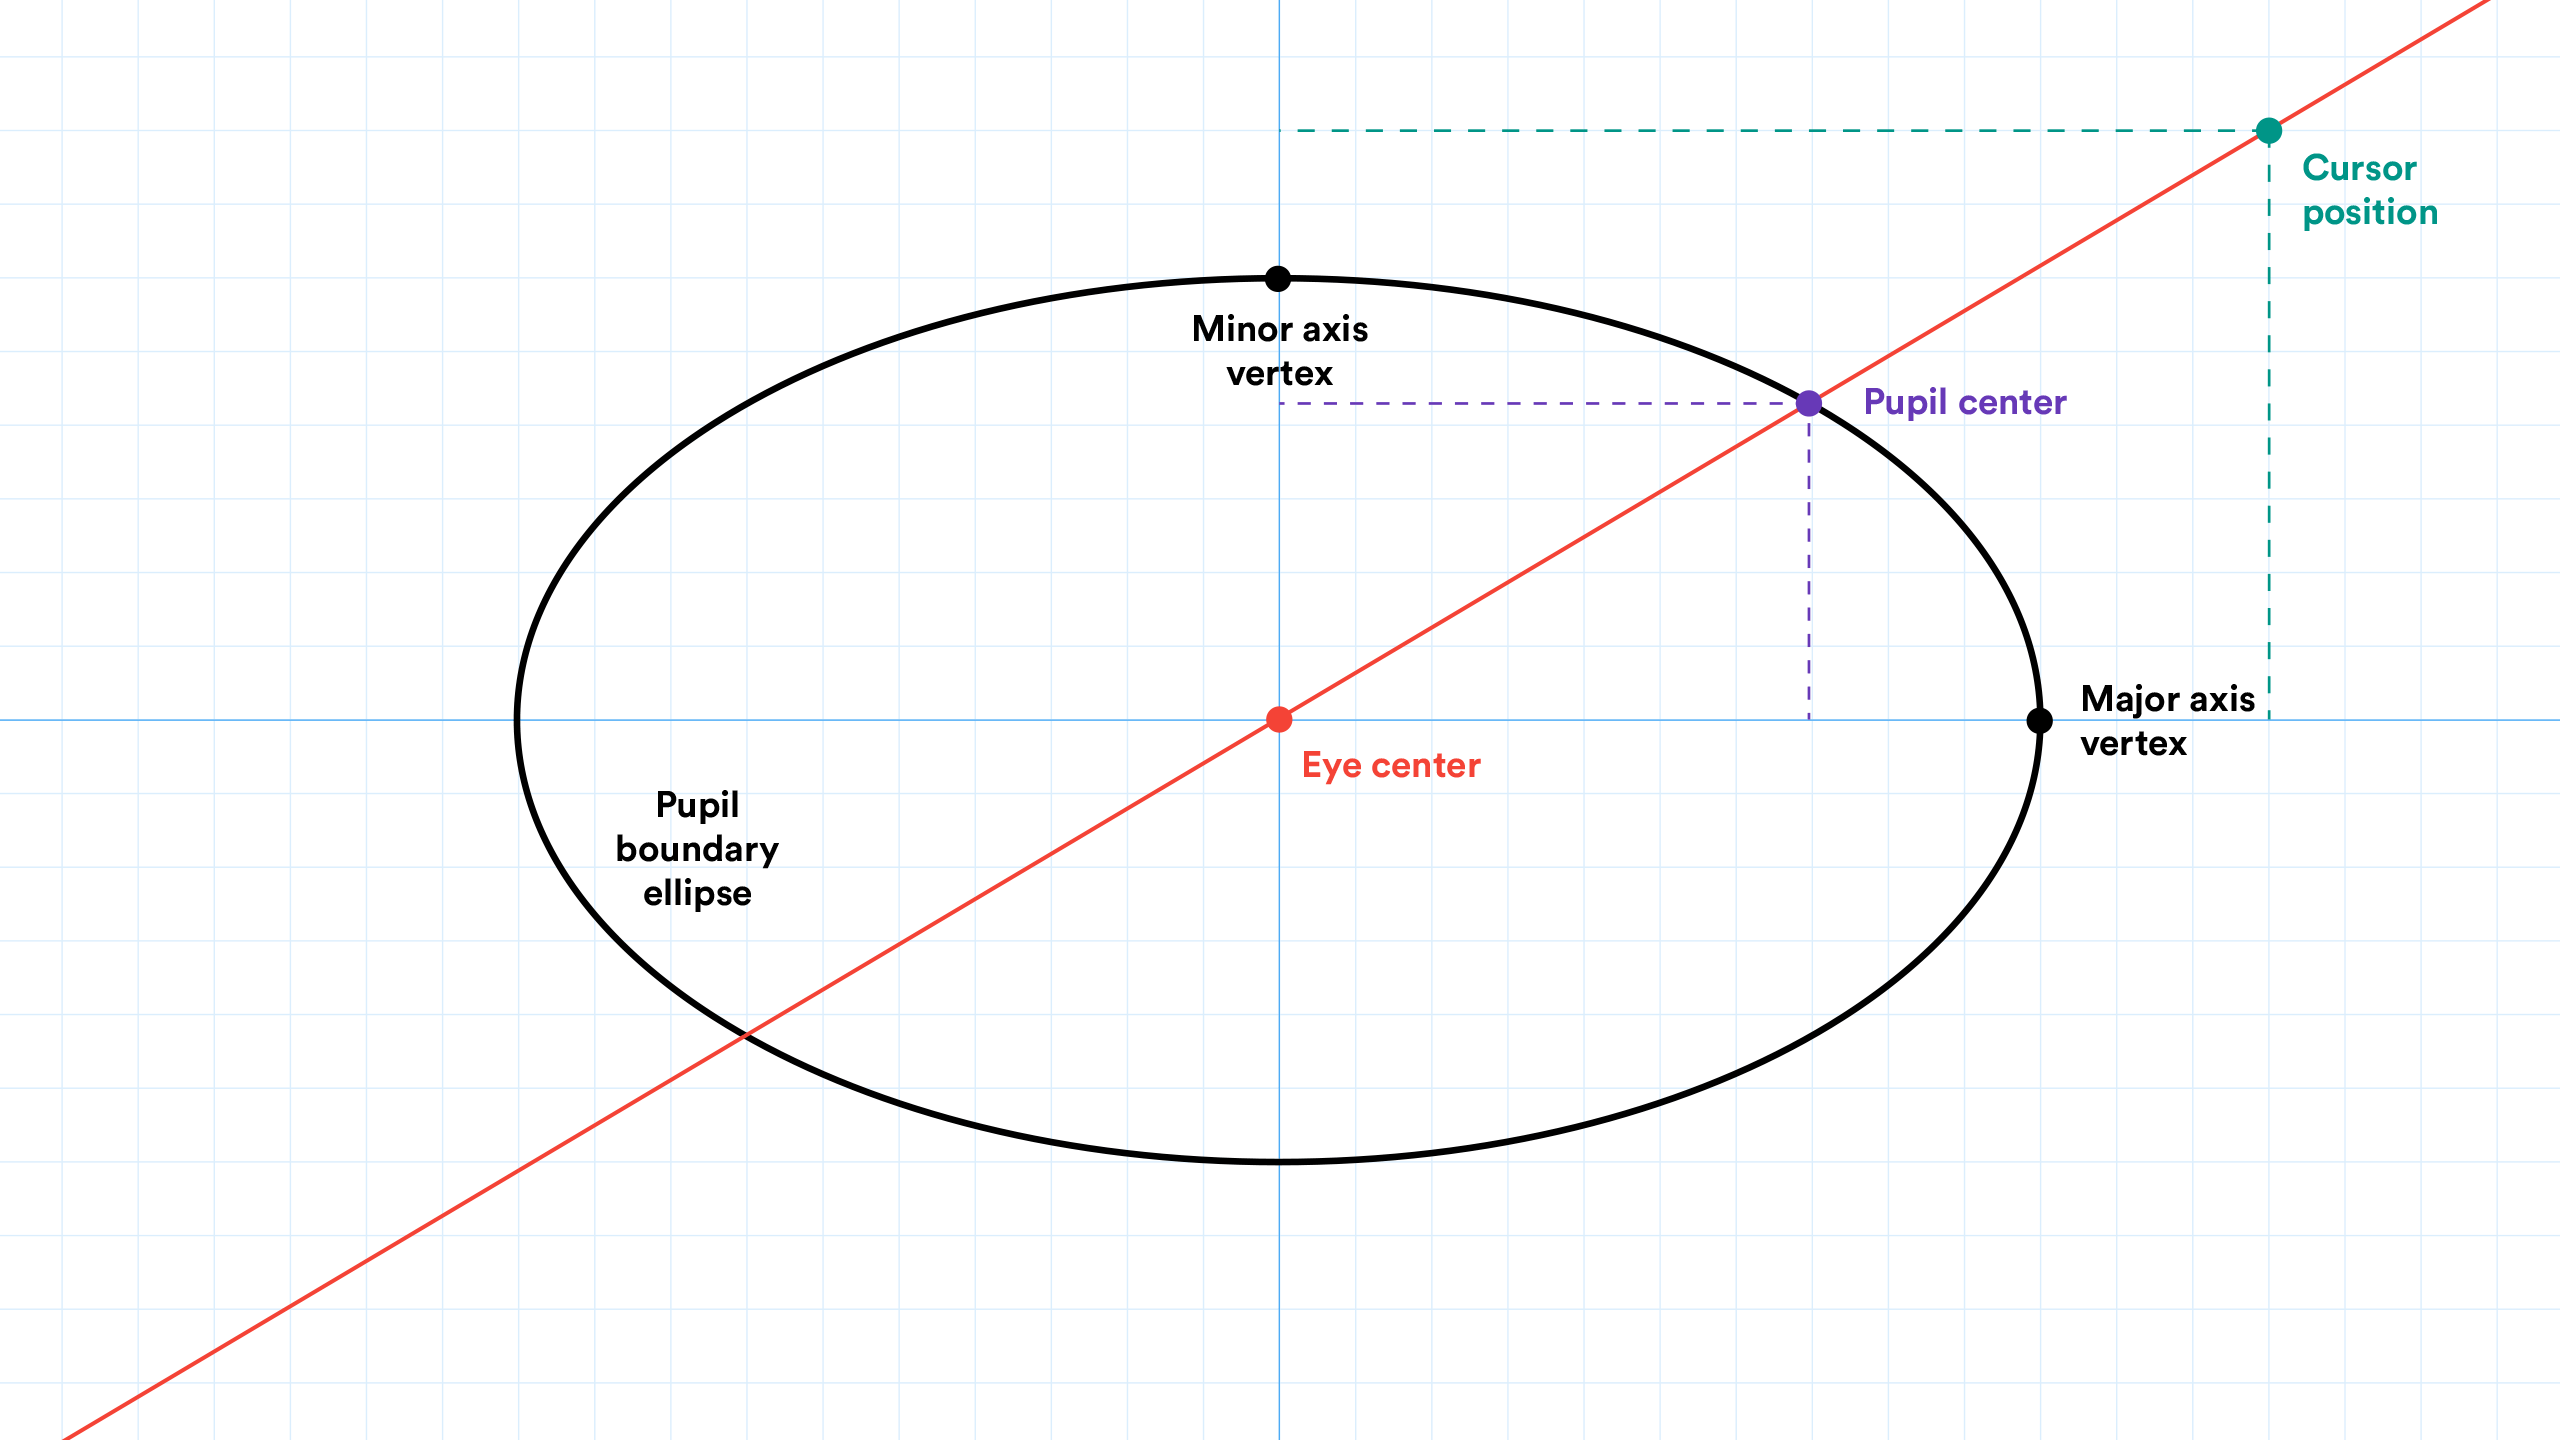 Cursor
position
Minor axis
vertex
Pupil center
Major axis
vertex
Eye center
Pupil
boundary
ellipse